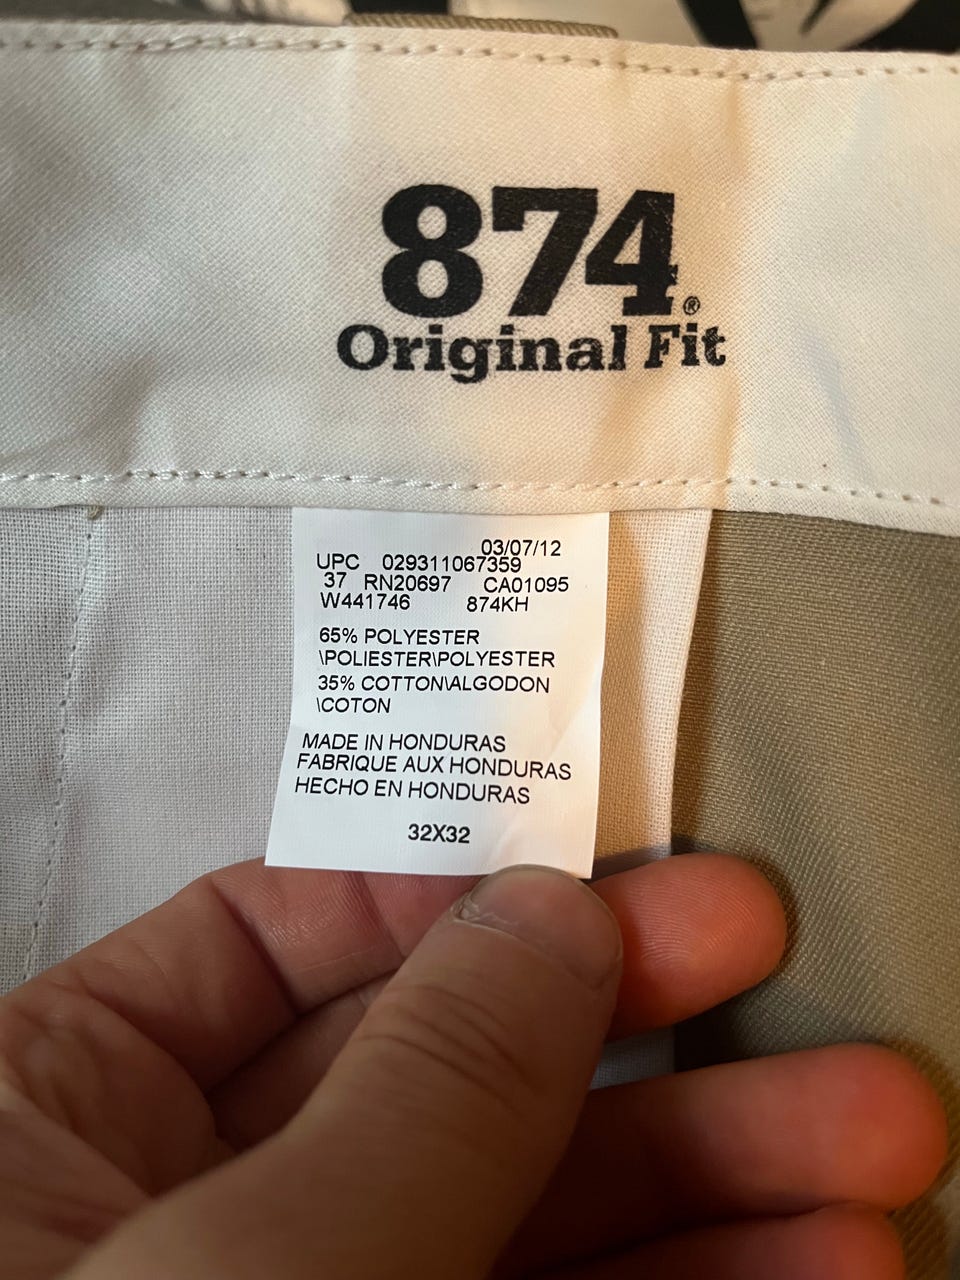 874®
Original Fit
03/07/12
UPC 029311067359
37 RN20697 CA01095
W441746 874KH
65% POLYESTER
\POLIESTER\POLYESTER
35% COTTON\ALGODON
\COTON
MADE IN HONDURAS
FABRIQUE AUX HONDURAS
HECHO EN HONDURAS
32X32